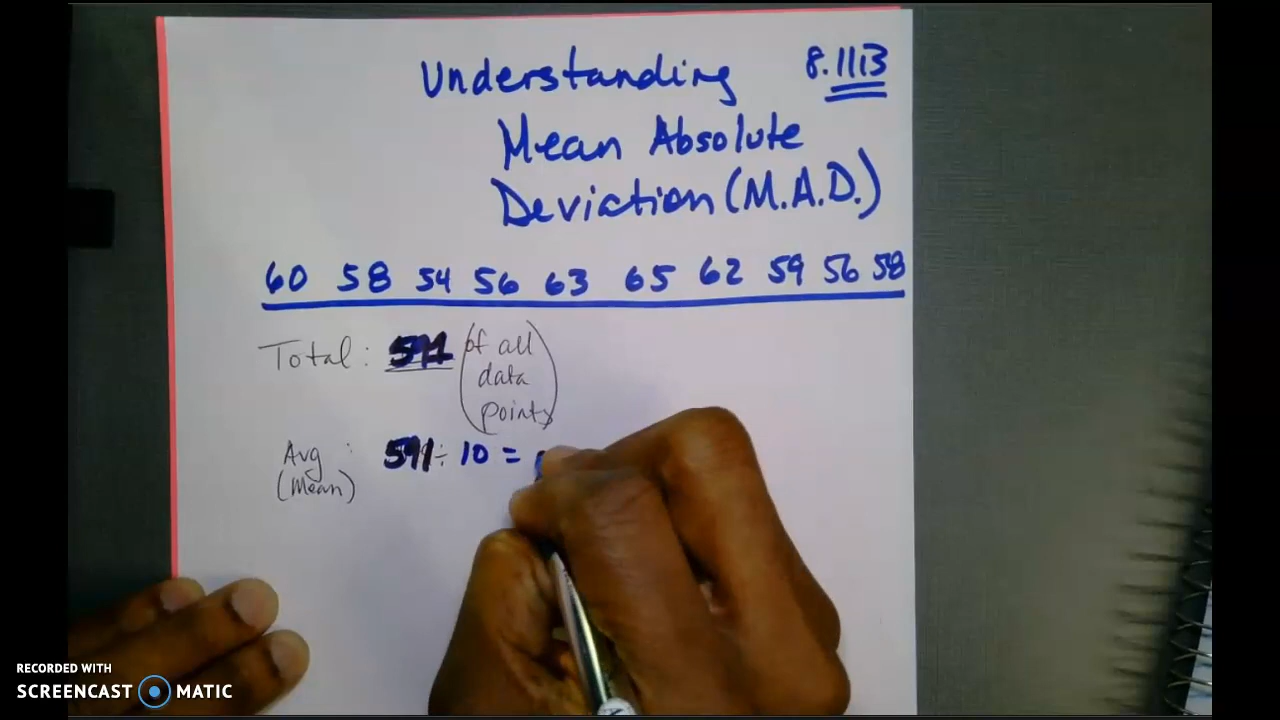 Understanding 8.1113
Mean Absolute
Deviation (M.A.D.)
60 58 54 56 63 65 62 59 56 58
Total: 591 (of all
data
points)
Avg : 591 ÷ 10 =
(Mean)
RECORDED WITH
SCREENCAST MATIC